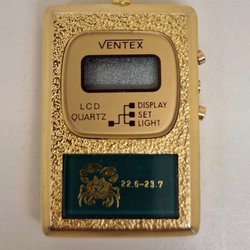 VENTEX
LCD
QUARTZ
DISPLAY
SET
LIGHT
22.6-23.7